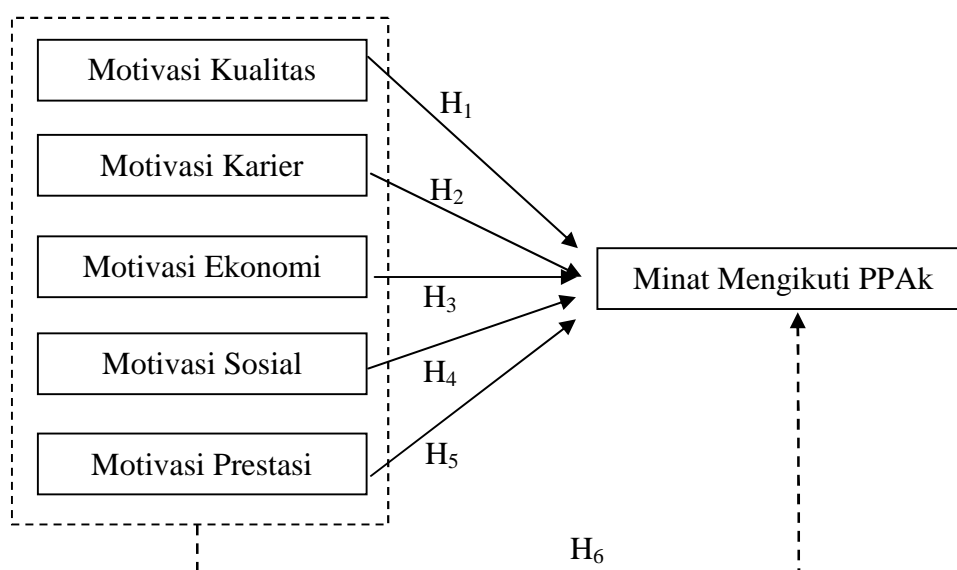 Motivasi Kualitas
H₁
Motivasi Karier
H₂
Motivasi Ekonomi
H₃
Minat Mengikuti PPAk
Motivasi Sosial
H₄
Motivasi Prestasi
H₅
H₆